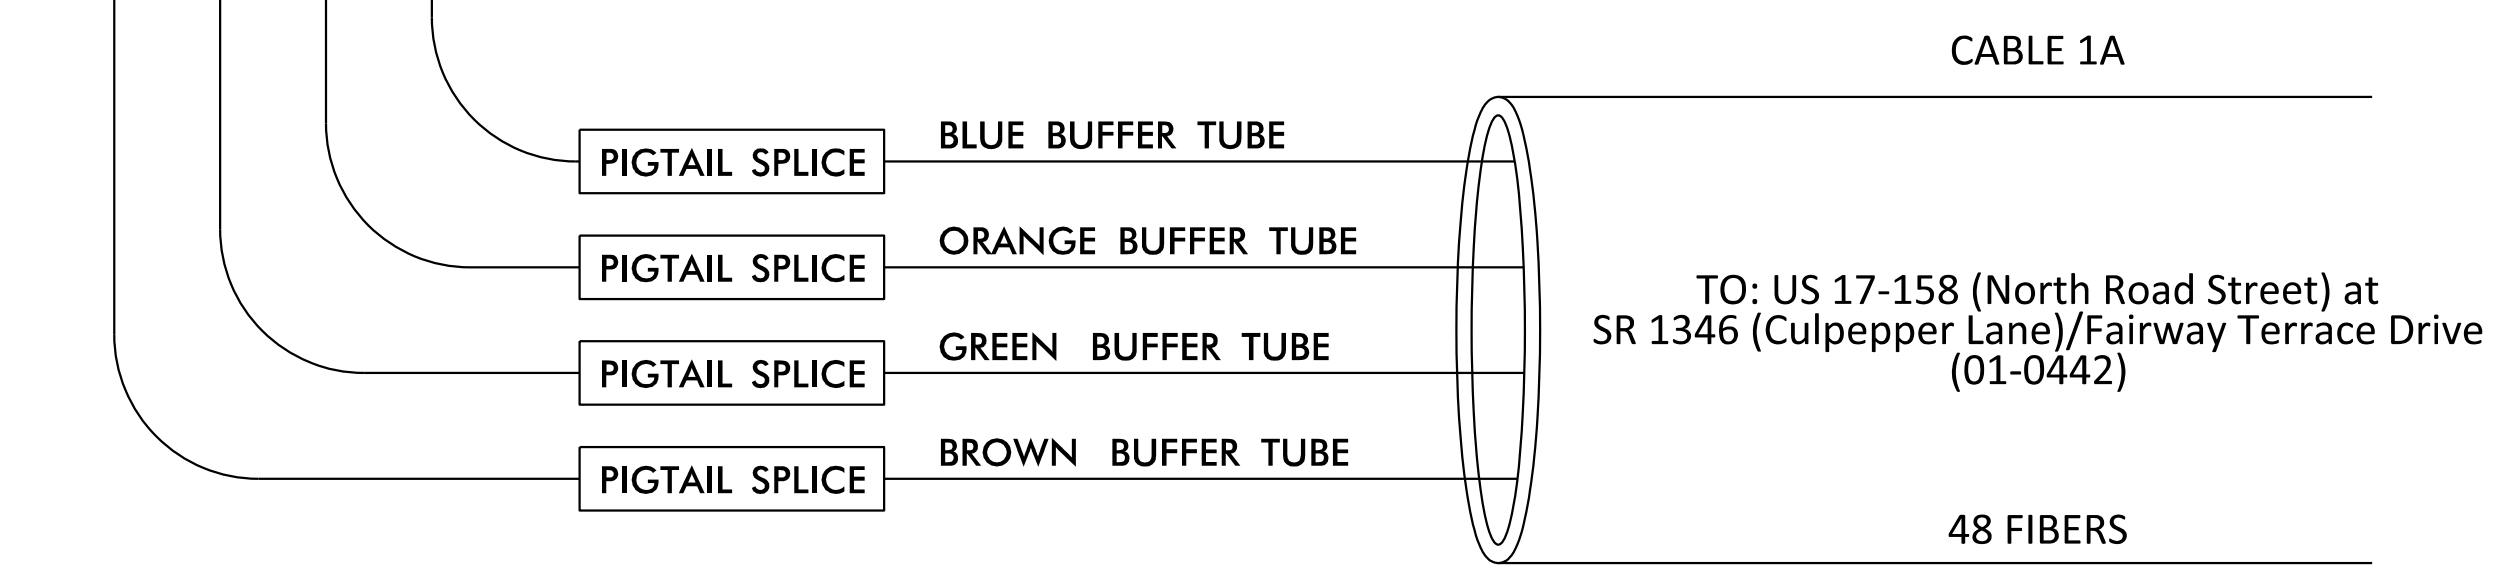 CABLE 1A
BLUE BUFFER TUBE
PIGTAIL SPLICE
ORANGE BUFFER TUBE
PIGTAIL SPLICE
TO: US 17-158 (North Road Street) at
SR 1346 (Culpepper Lane)/Fairway Terrace Drive
(01-0442)
GREEN BUFFER TUBE
PIGTAIL SPLICE
BROWN BUFFER TUBE
PIGTAIL SPLICE
48 FIBERS